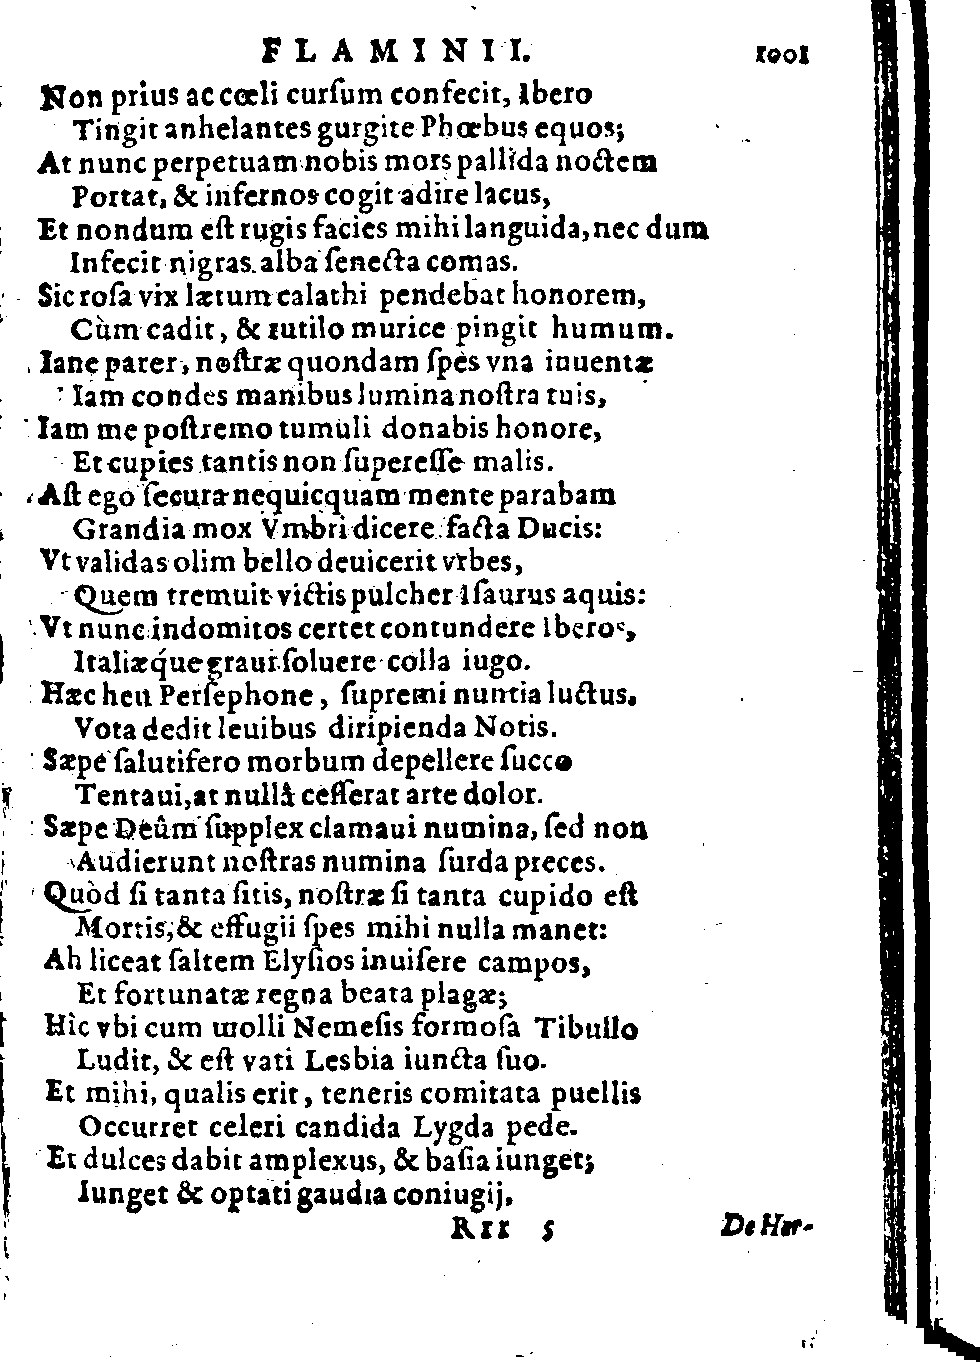 FLAMINII. 1001
Non prius ac cœli curſum confecit, Ibero
Tingit anhelantes gurgite Phœbus equos;
At nunc perpetuam nobis mors pallida noctem
Portat, & infernos cogit adire lacus,
Et nondum eſt rugis facies mihi languida, nec dum
Infecit nigras alba ſenecta comas.
Sic roſa vix lætum calathi pendebat honorem,
Cùm cadit, & rutilo murice pingit humum.
Iane pater, noſtræ quondam ſpes vna iuuentæ
Iam condes manibus lumina noſtra tuis,
Iam me poſtremo tumuli donabis honore,
Et cupies tantis non ſupereſſe malis.
Aſt ego ſecura nequicquam mente parabam
Grandia mox Vmbri dicere facta Ducis:
Vt validas olim bello deuicerit vrbes,
Quem tremuit victis pulcher Iſaurus aquis:
Vt nunc indomitos certet contundere Iberos,
Italiæq́ue graui ſoluere colla iugo.
Hæc heu Perſephone, ſupremi nuntia luctus,
Vota dedit leuibus diripienda Notis.
Sæpe ſalutifero morbum depellere ſucco
Tentaui, at nullâ ceſſerat arte dolor.
Sæpe Deûm ſupplex clamaui numina, ſed non
Audierunt noſtras numina ſurda preces.
Quòd ſi tanta ſitis, noſtræ ſi tanta cupido eſt
Mortis, & effugii ſpes mihi nulla manet:
Ah liceat ſaltem Elyſios inuiſere campos,
Et fortunatæ regna beata plagæ;
Hîc vbi cum molli Nemeſis formoſa Tibullo
Ludit, & eſt vati Lesbia iuncta ſuo.
Et mihi, qualis erit, teneris comitata puellis
Occurret celeri candida Lygda pede.
Et dulces dabit amplexus, & baſia iunget;
Iunget & optati gaudia coniugij.
Rrr 5 De Her-